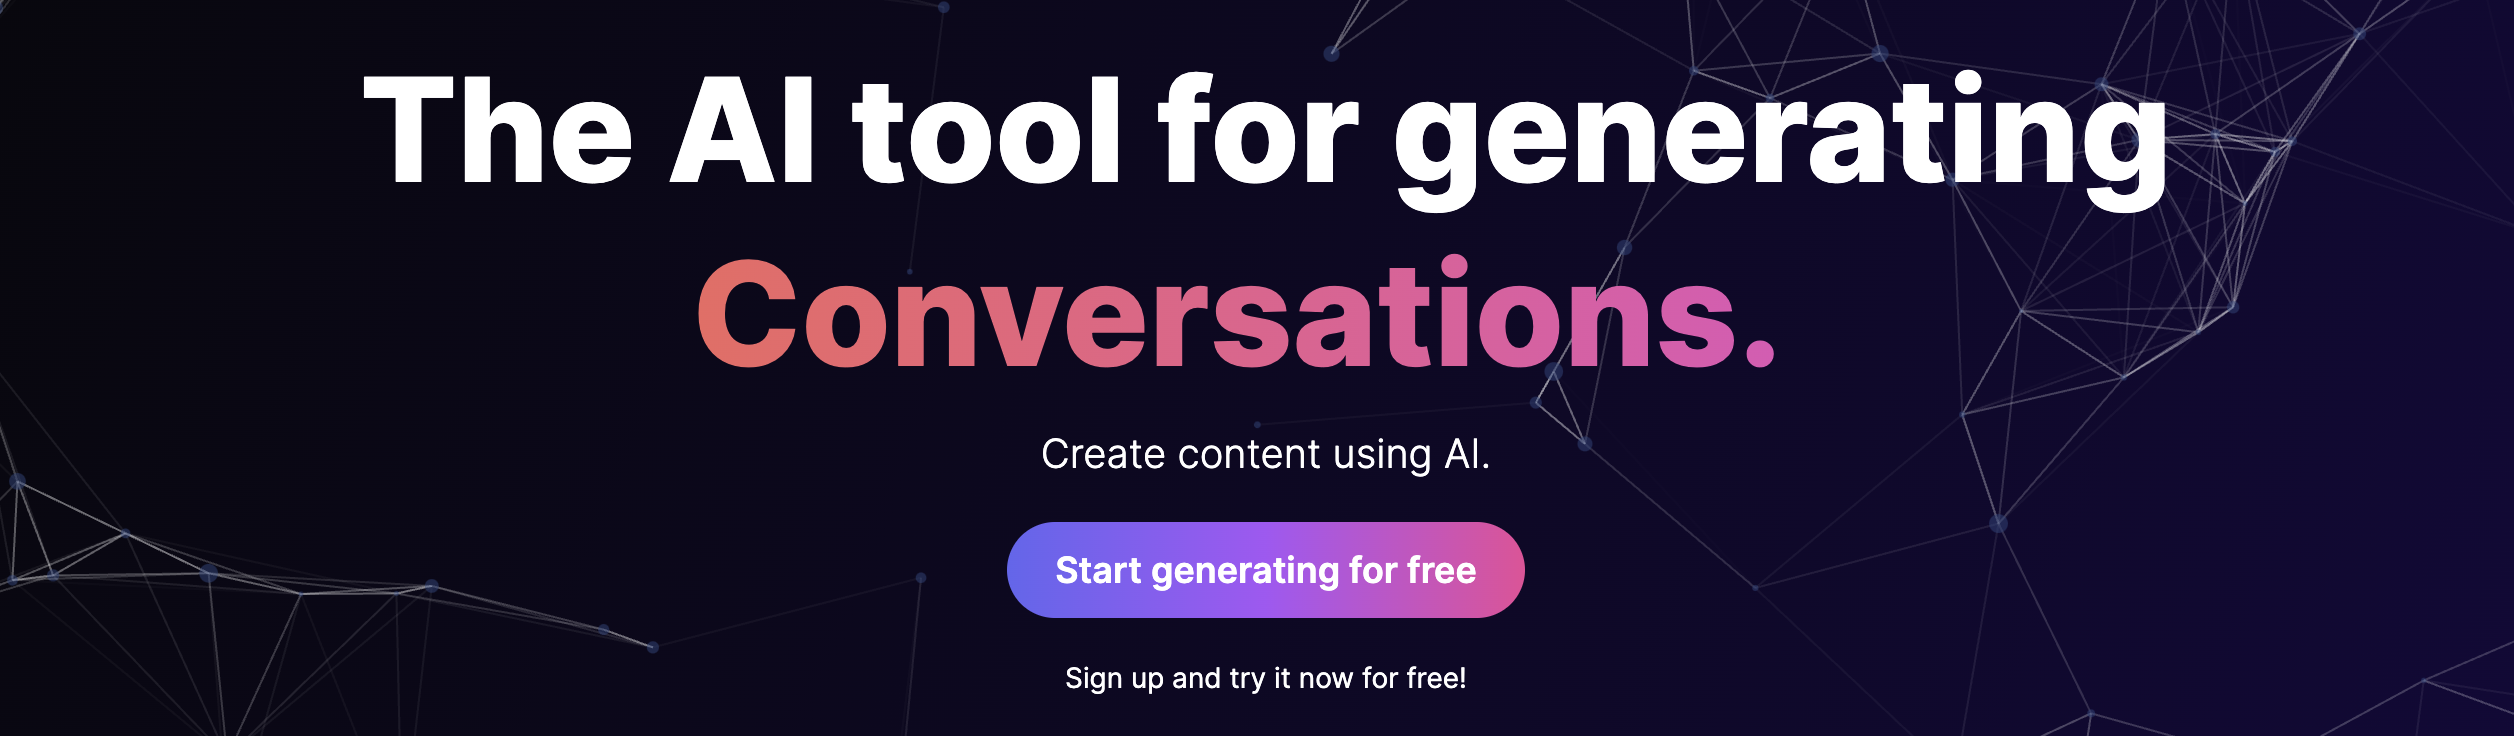 The AI tool for generating
Conversations.
Create content using AI.
Start generating for free
Sign up and try it now for free!